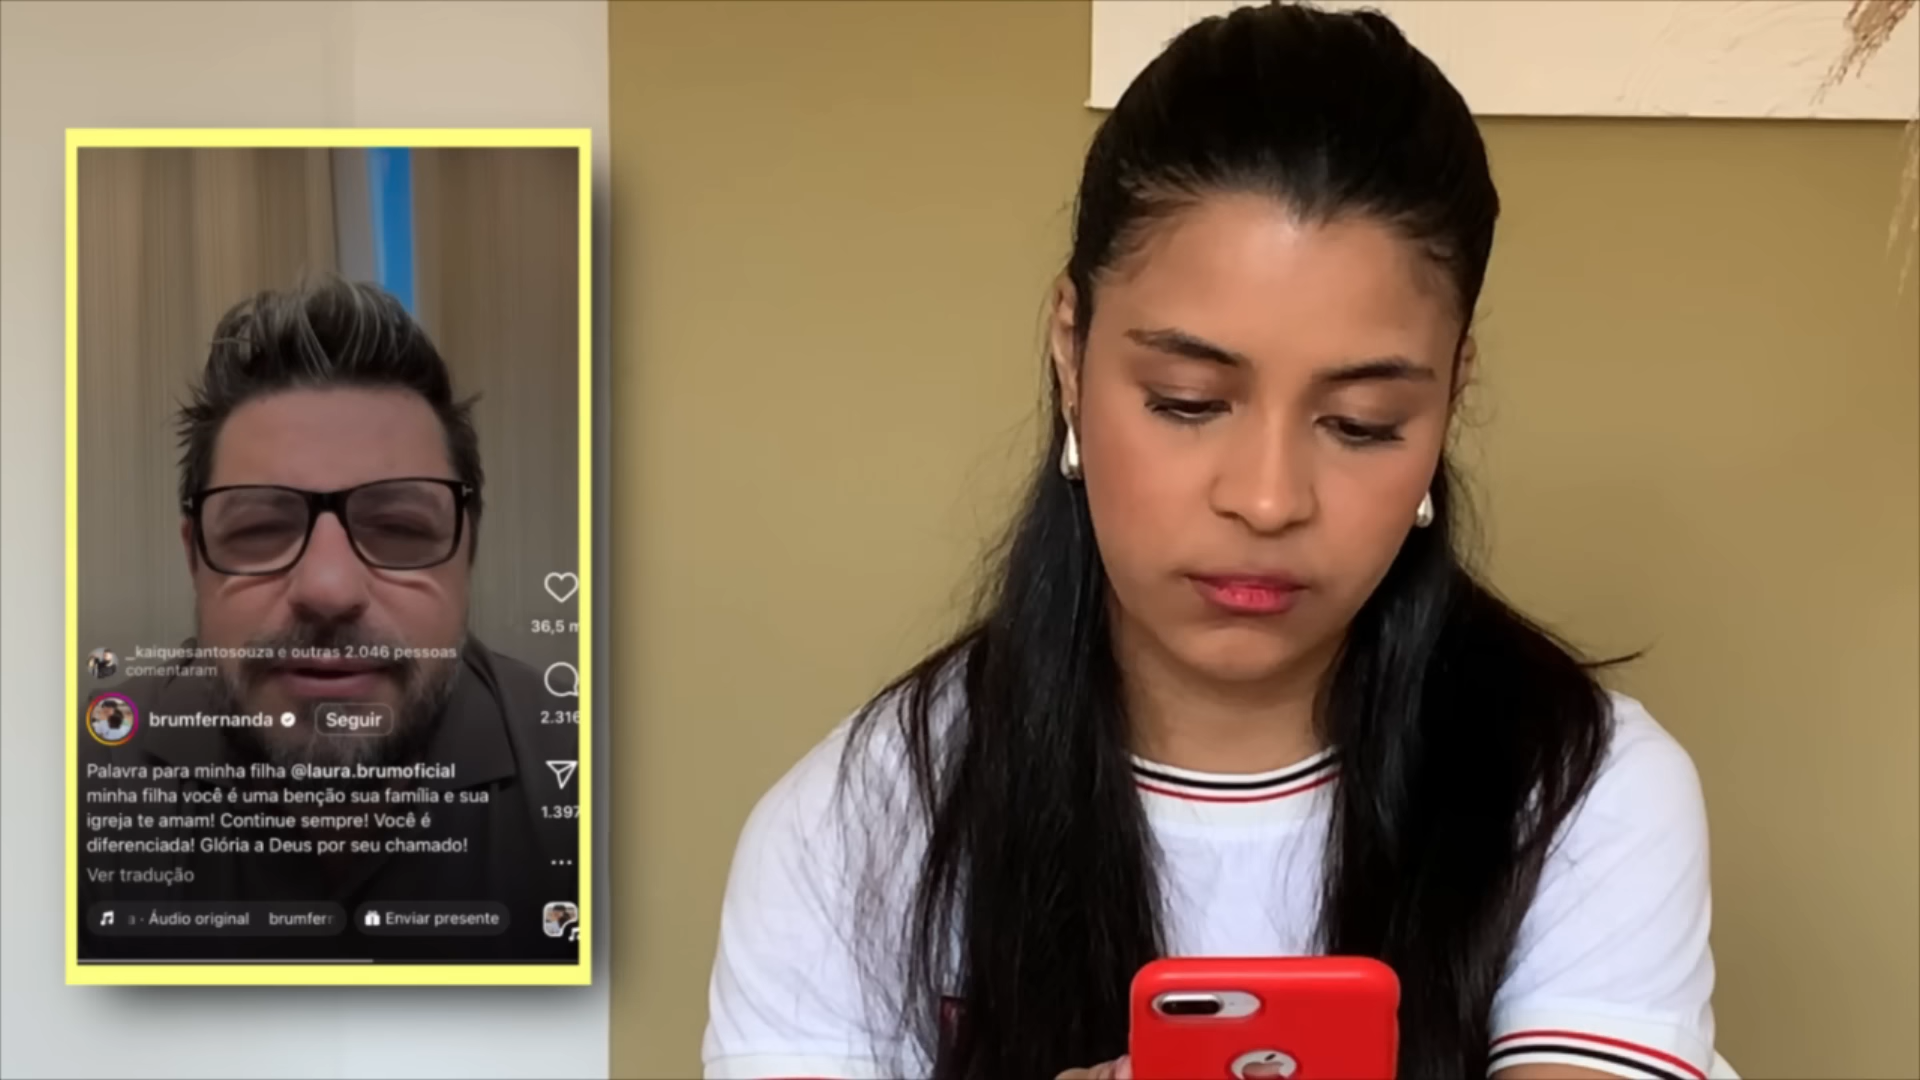 36,5 m
_kaiquesantosouza e outras 2.046 pessoas
comentaram
brumfernanda
Seguir
2.316
Palavra para minha filha @laura.brumoficial
minha filha você é uma benção sua família e sua
igreja te amam! Continue sempre! Você é
diferenciada! Glória a Deus por seu chamado!
1.397
Ver tradução
a · Áudio original brumfer
Enviar presente